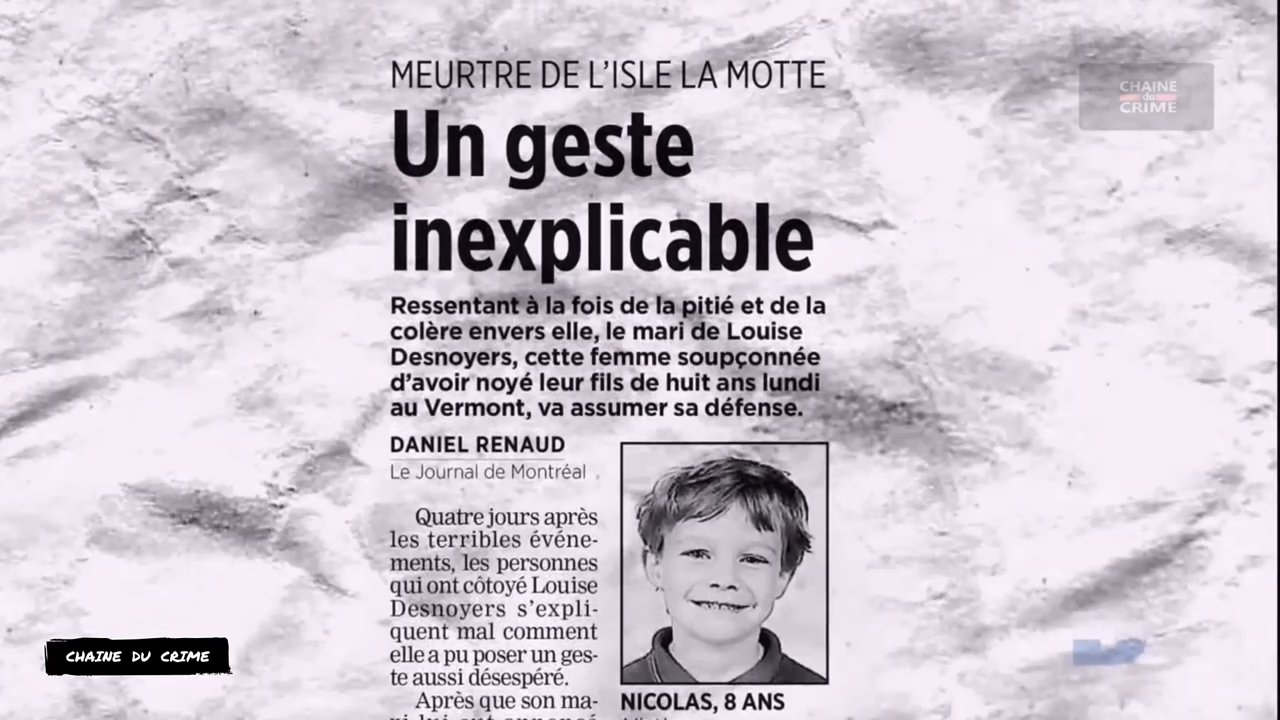 CHAINE
du
CRIME
MEURTRE DE L'ISLE LA MOTTE
Un geste
inexplicable
Ressentant à la fois de la pitié et de la
colère envers elle, le mari de Louise
Desnoyers, cette femme soupçonnée
d'avoir noyé leur fils de huit ans lundi
au Vermont, va assumer sa défense.
DANIEL RENAUD
Le Journal de Montréal
Quatre jours après
les terribles événe-
ments, les personnes
qui ont côtoyé Louise
Desnoyers s'expli-
quent mal comment
elle a pu poser un ges-
te aussi désespéré.
Après que son ma-
NICOLAS, 8 ANS
CHAINE DU CRIME